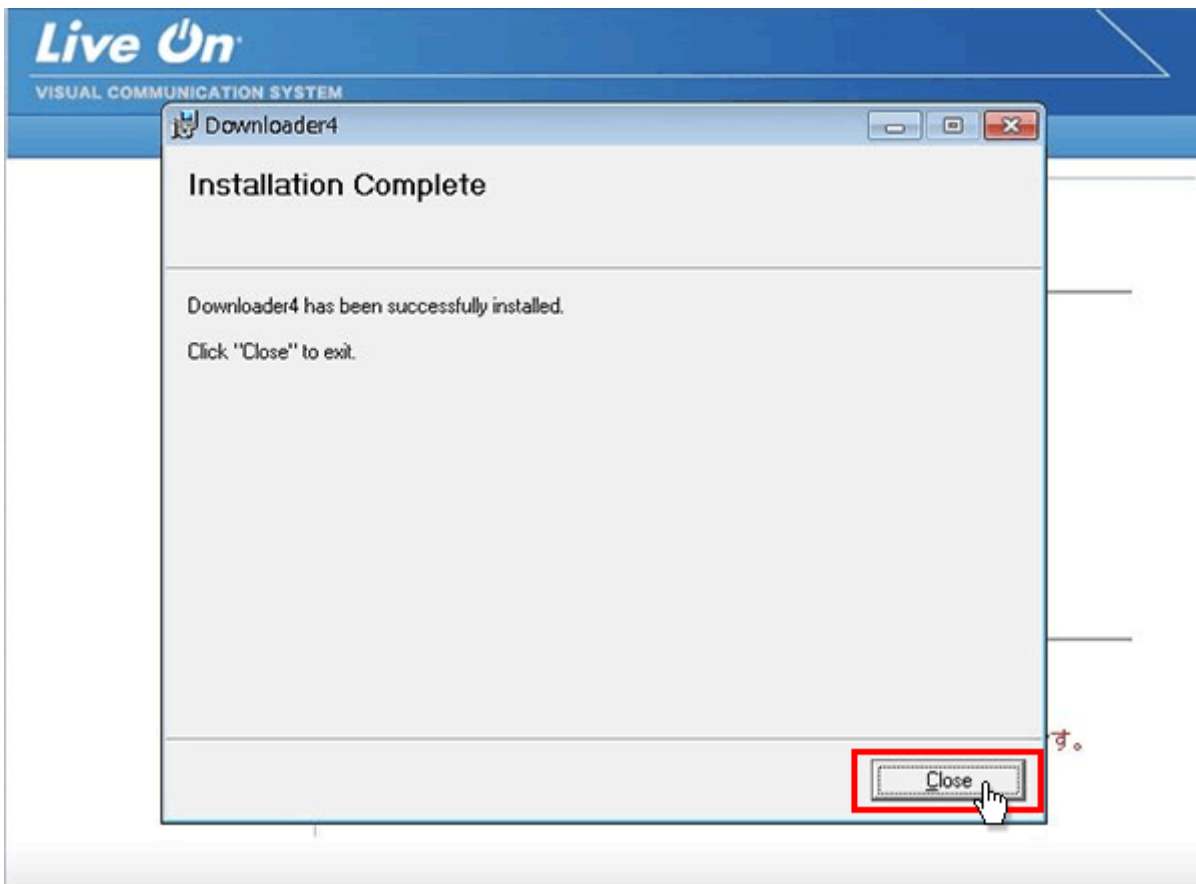 Live On
VISUAL COMMUNICATION SYSTEM
Downloader4
Installation Complete
Downloader4 has been successfully installed.
Click "Close" to exit.
す。
Close